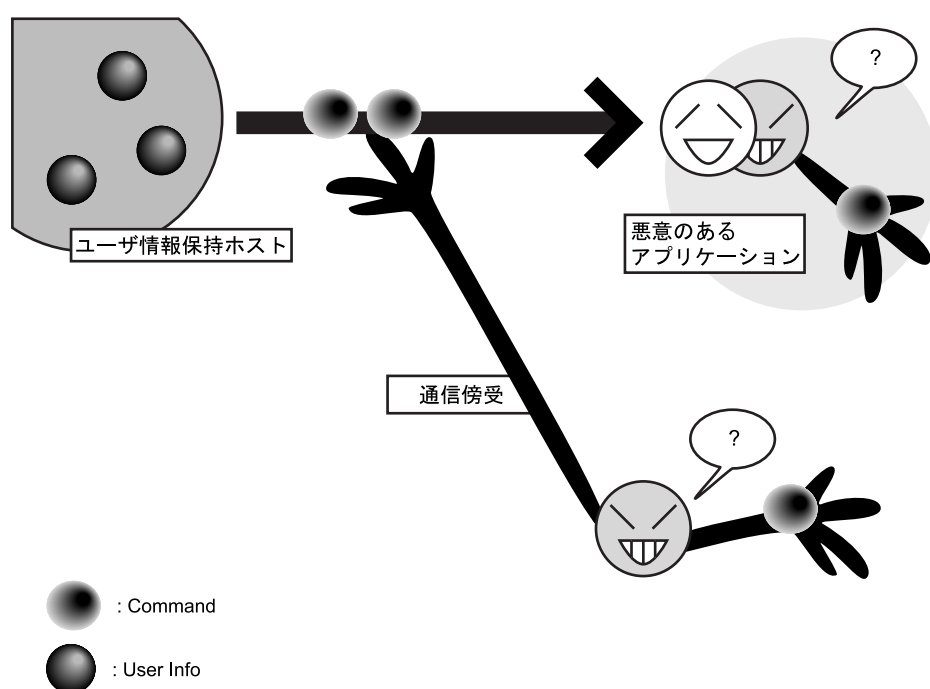 ?
ユーザ情報保持ホスト
悪意のある
アプリケーション
通信傍受
?
: Command
: User Info